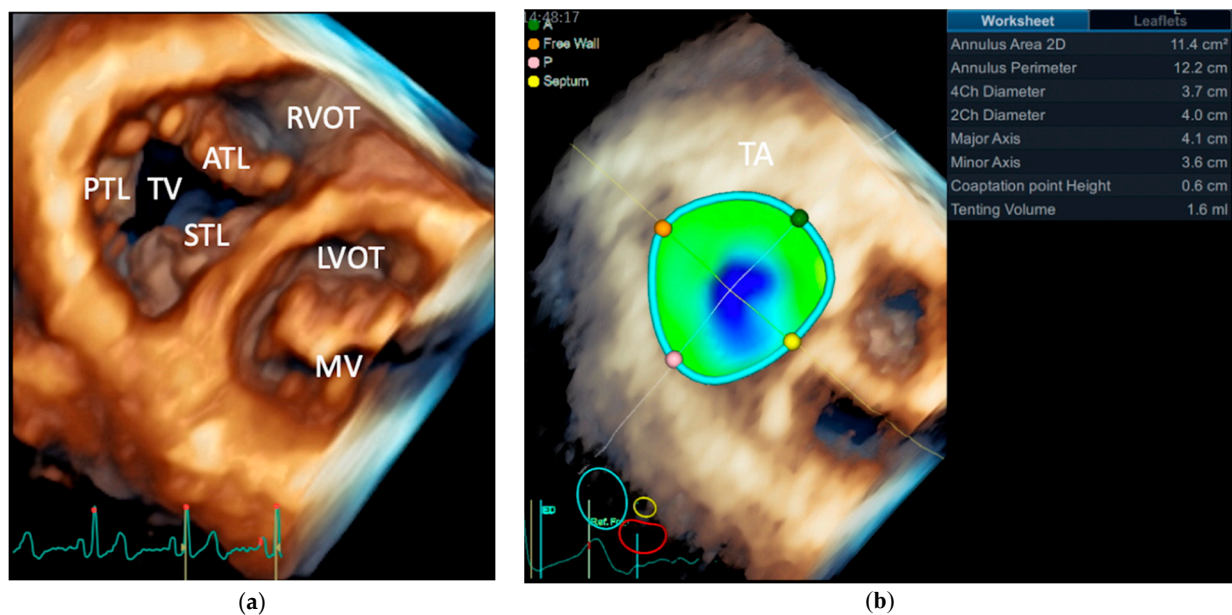 RVOT
ATL
PTL TV
STL
LVOT
MV
(a)
14:48:17
A
Free Wall
P
Septum
TA
ED
Worksheet Leaflets
Annulus Area 2D 11.4 cm²
Annulus Perimeter 12.2 cm
4Ch Diameter 3.7 cm
2Ch Diameter 4.0 cm
Major Axis 4.1 cm
Minor Axis 3.6 cm
Coaptation point Height 0.6 cm
Tenting Volume 1.6 ml
(b)